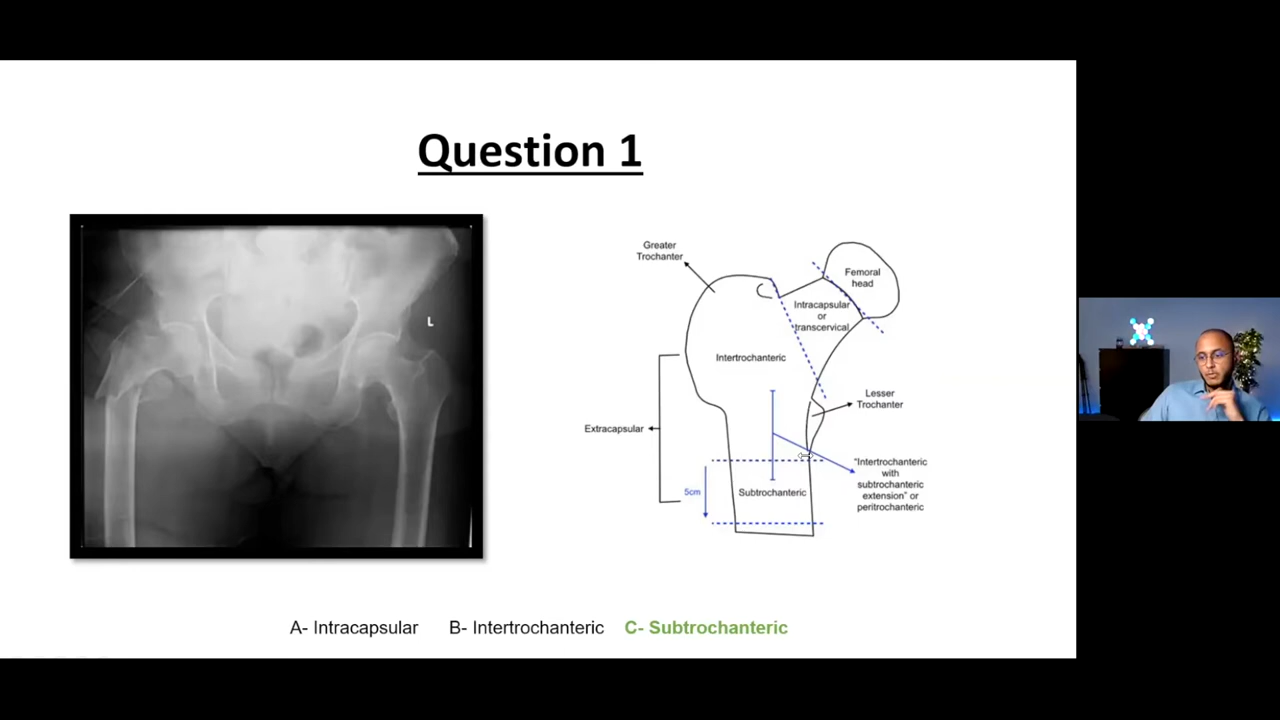 Question 1
L
Greater
Trochanter
Femoral
head
Intracapsular
or
transcervical
Intertrochanteric
Lesser
Trochanter
Extracapsular
"Intertrochanteric
with
subtrochanteric
extension" or
peritrochanteric
5cm
Subtrochanteric
A- Intracapsular B- Intertrochanteric C- Subtrochanteric